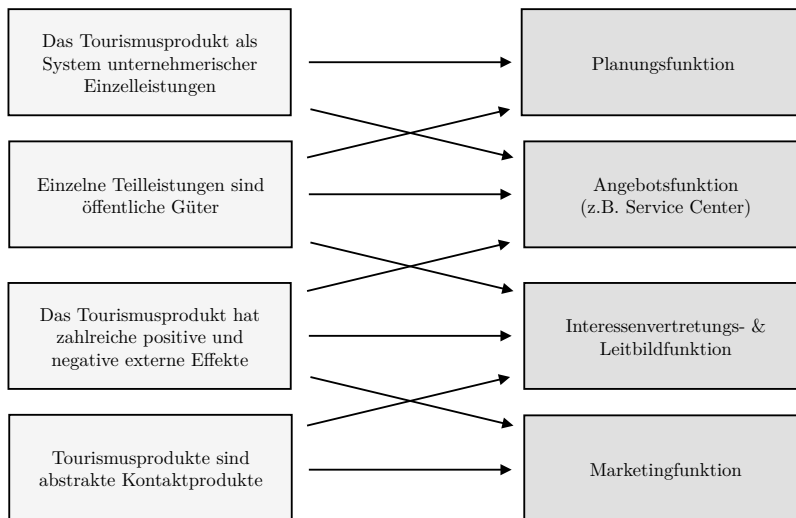 Das Tourismusprodukt als
System unternehmerischer
Einzelleistungen
Planungsfunktion
Einzelne Teilleistungen sind
öffentliche Güter
Angebotsfunktion
(z.B. Service Center)
Das Tourismusprodukt hat
zahlreiche positive und
negative externe Effekte
Interessenvertretungs- &
Leitbildfunktion
Tourismusprodukte sind
abstrakte Kontaktprodukte
Marketingfunktion